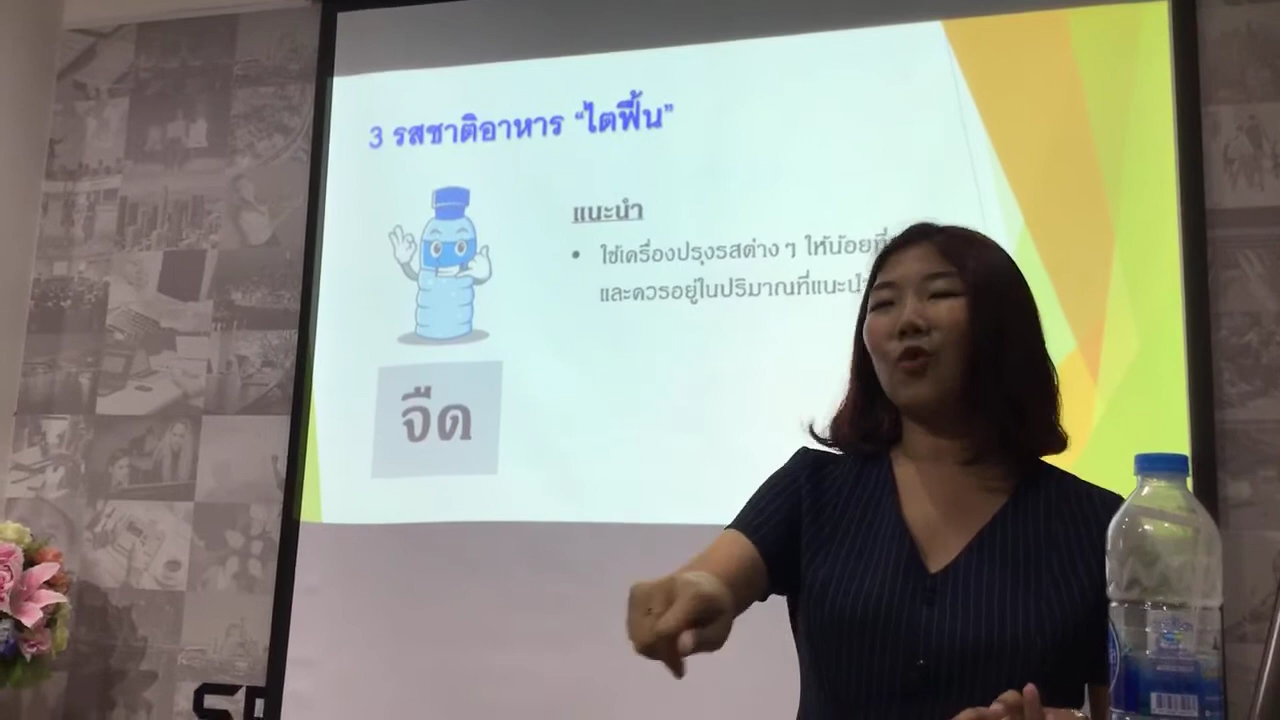 3 รสชาติอาหาร “ไตฟื้น”
แนะนำ
• ใช้เครื่องปรุงรสต่าง ๆ ให้น้อยที่
และควรอยู่ในปริมาณที่แนะนำ
จืด